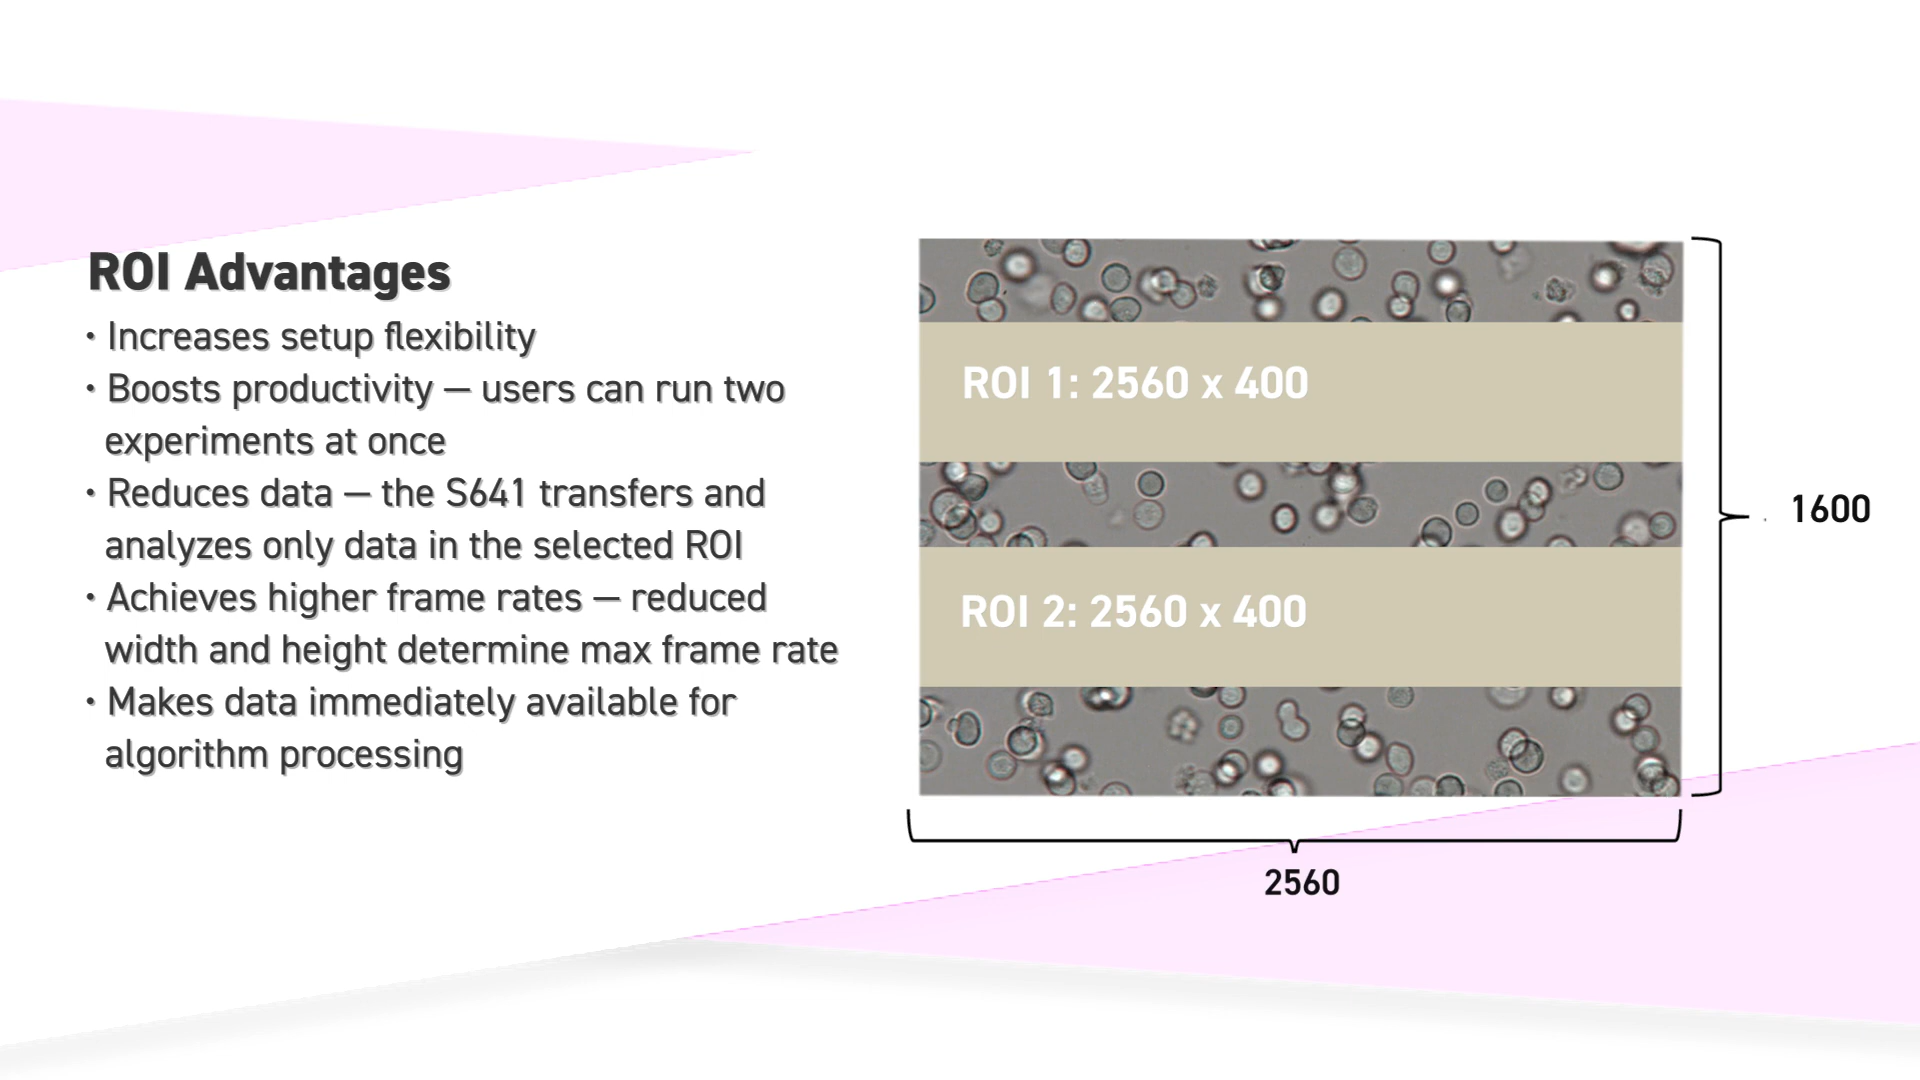 ROI Advantages
• Increases setup flexibility
• Boosts productivity — users can run two
experiments at once
• Reduces data — the S641 transfers and
analyzes only data in the selected ROI
• Achieves higher frame rates — reduced
width and height determine max frame rate
• Makes data immediately available for
algorithm processing
ROI 1: 2560 x 400
ROI 2: 2560 x 400
1600
2560